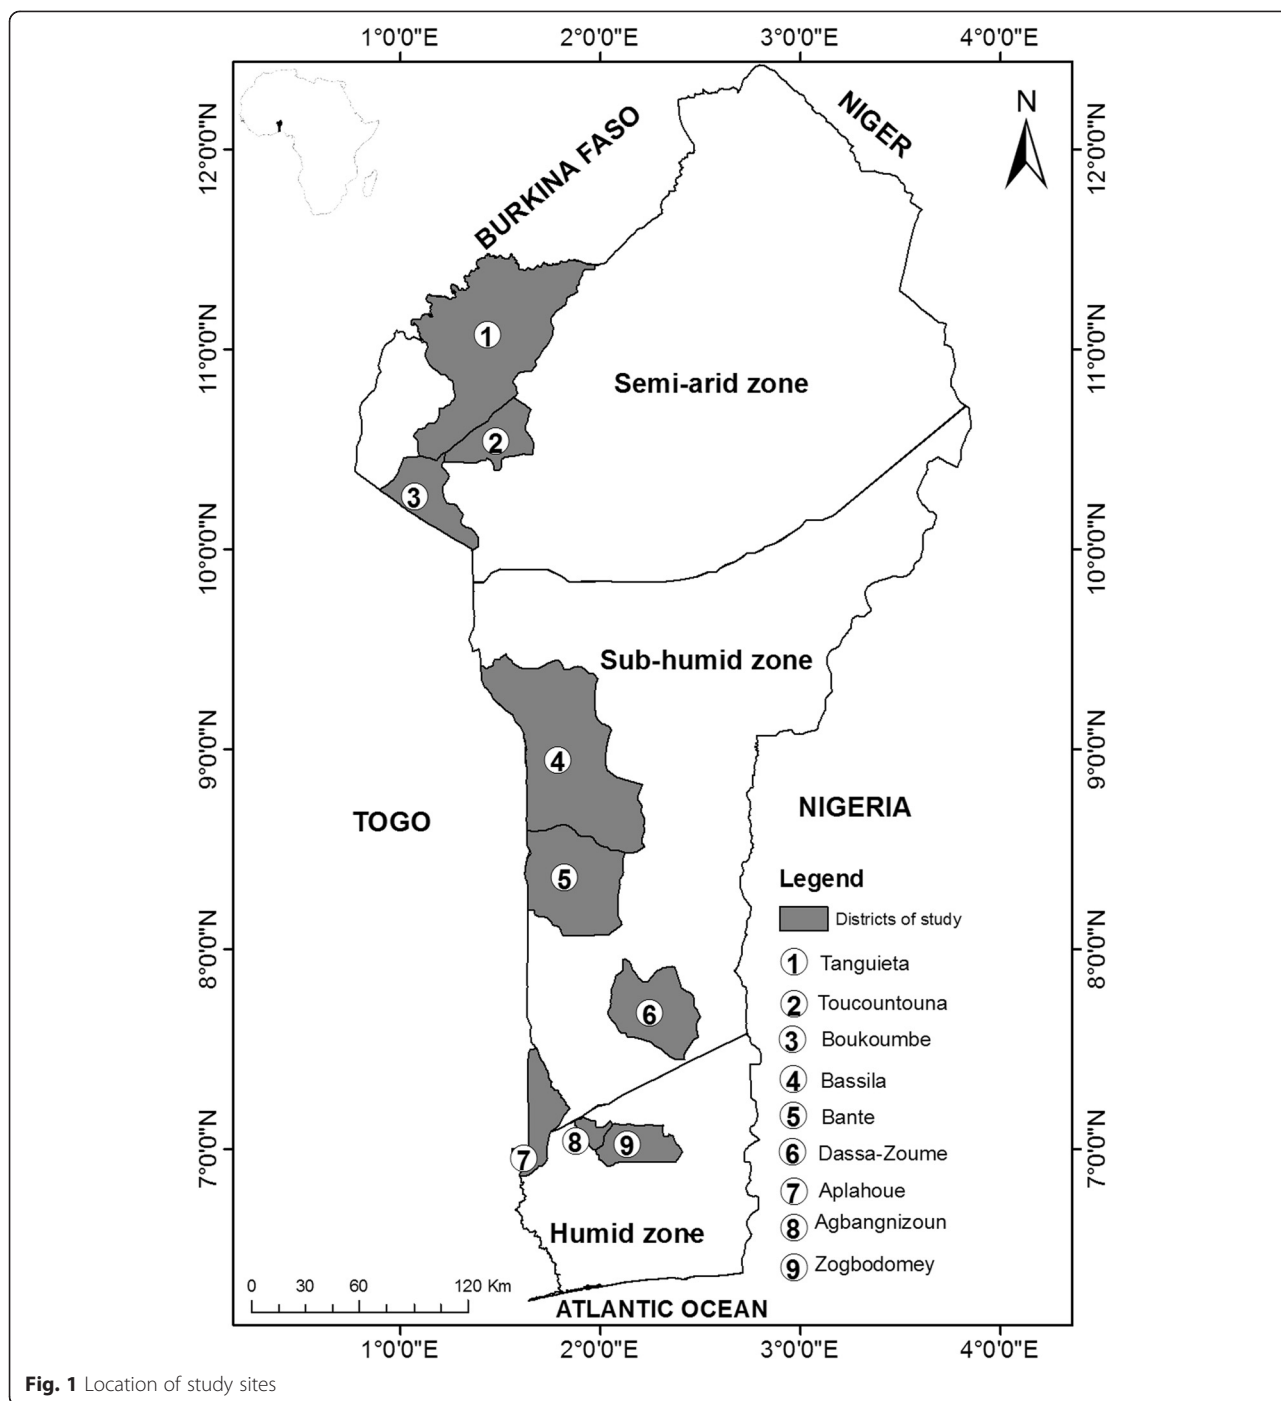 1°0'0"E 2°0'0"E 3°0'0"E 4°0'0"E
12°0'0"N
11°0'0"N
10°0'0"N
9°0'0"N
8°0'0"N
7°0'0"N
BURKINA FASO
NIGER
N
12°0'0"N
11°0'0"N
10°0'0"N
9°0'0"N
8°0'0"N
7°0'0"N
1
Semi-arid zone
2
3
Sub-humid zone
4
TOGO
NIGERIA
5
6
7
8
9
Humid zone
Legend
Districts of study
1 Tanguieta
2 Toucountouna
3 Boukoumbe
4 Bassila
5 Bante
6 Dassa-Zoume
7 Aplahoue
8 Agbangnizoun
9 Zogbodomey
0 30 60 120 Km
ATLANTIC OCEAN
1°0'0"E 2°0'0"E 3°0'0"E 4°0'0"E
Fig. 1 Location of study sites